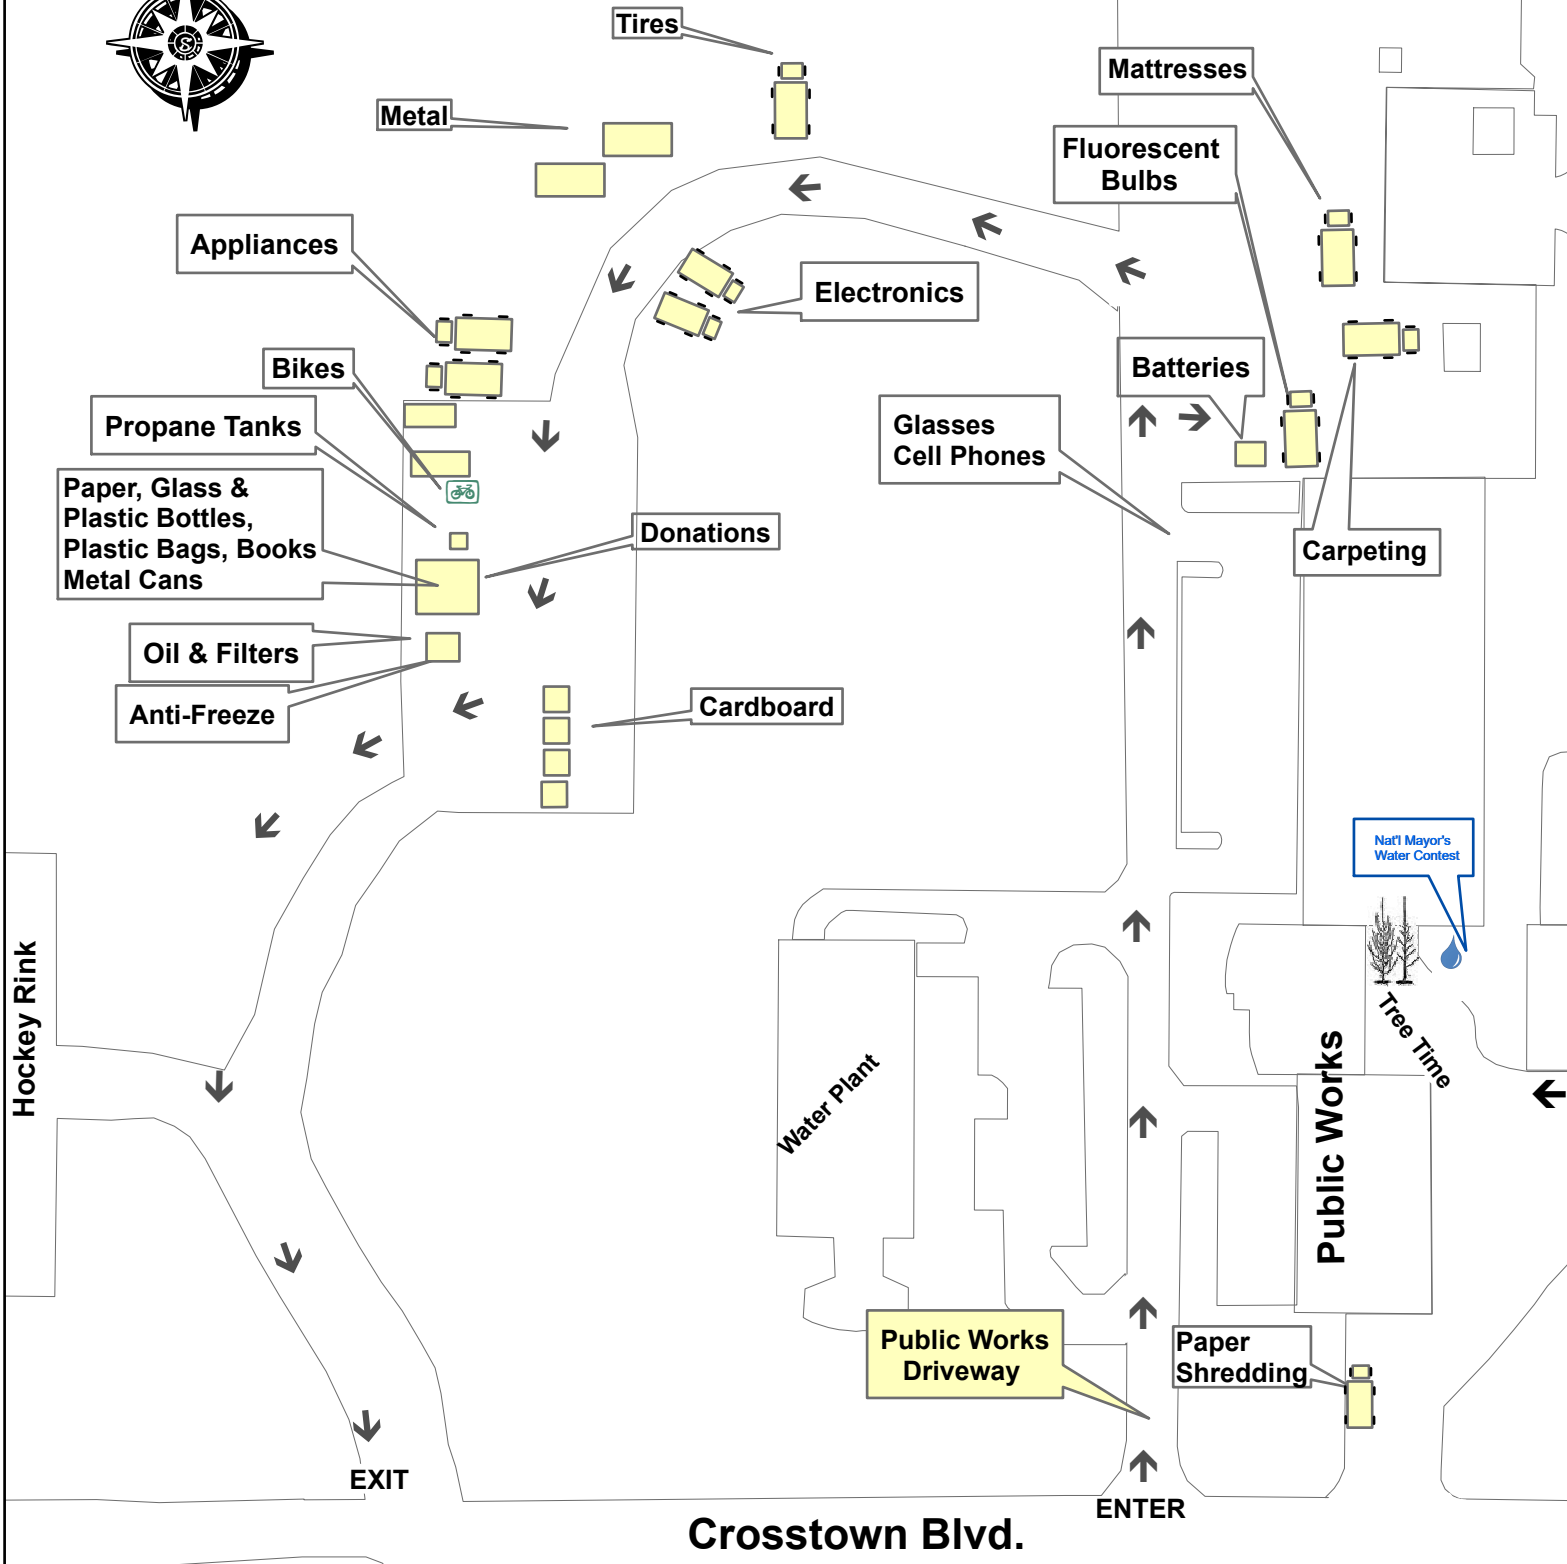 Tires
Mattresses
Metal
Fluorescent
Bulbs
Appliances
Electronics
Bikes
Batteries
Propane Tanks
Glasses
Cell Phones
Paper, Glass &
Plastic Bottles,
Plastic Bags, Books
Metal Cans
Donations
Carpeting
Oil & Filters
Anti-Freeze
Cardboard
Nat'l Mayor's
Water Contest
Hockey Rink
Tree Time
Water Plant
Public Works
Public Works
Driveway
Paper
Shredding
EXIT
ENTER
Crosstown Blvd.
S